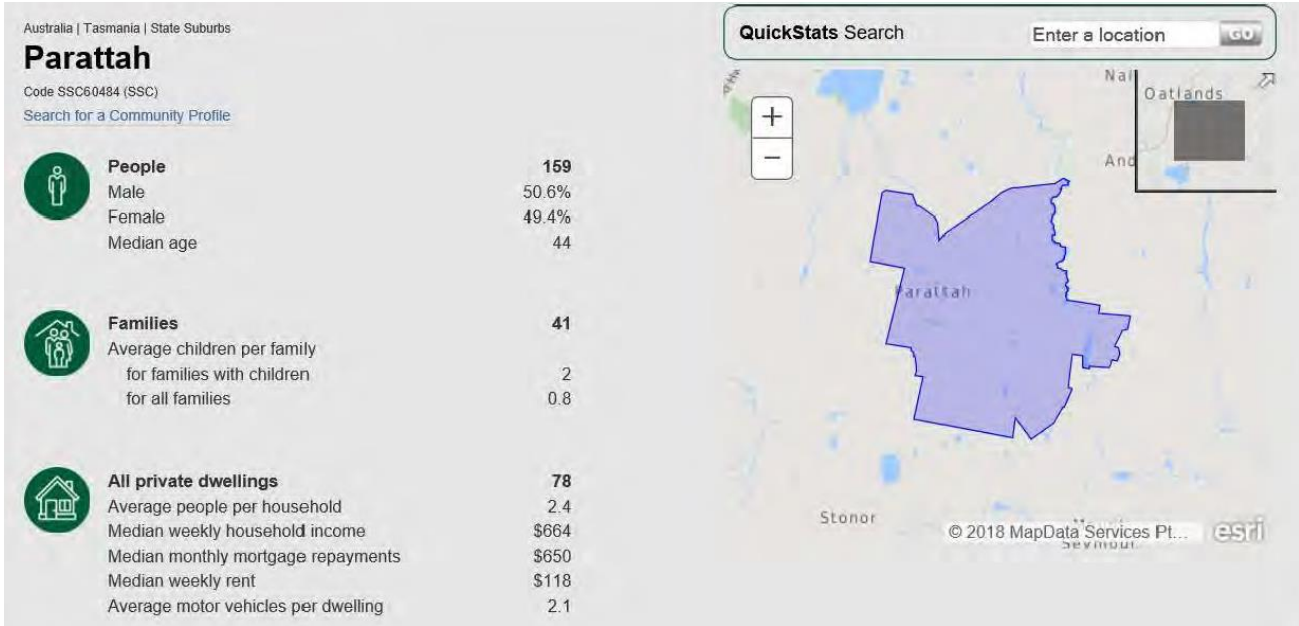 Australia | Tasmania | State Suburbs
Parattah
Code SSC60484 (SSC)
Search for a Community Profile
People 159
Male 50.6%
Female 49.4%
Median age 44
Families 41
Average children per family
for families with children 2
for all families 0.8
All private dwellings 78
Average people per household 2.4
Median weekly household income $664
Median monthly mortgage repayments $650
Median weekly rent $118
Average motor vehicles per dwelling 2.1
QuickStats Search Enter a location GO
+
−
Nal
Oatlands
And
Parattah
Stonor
© 2018 MapData Services Pt... esri
Seymour